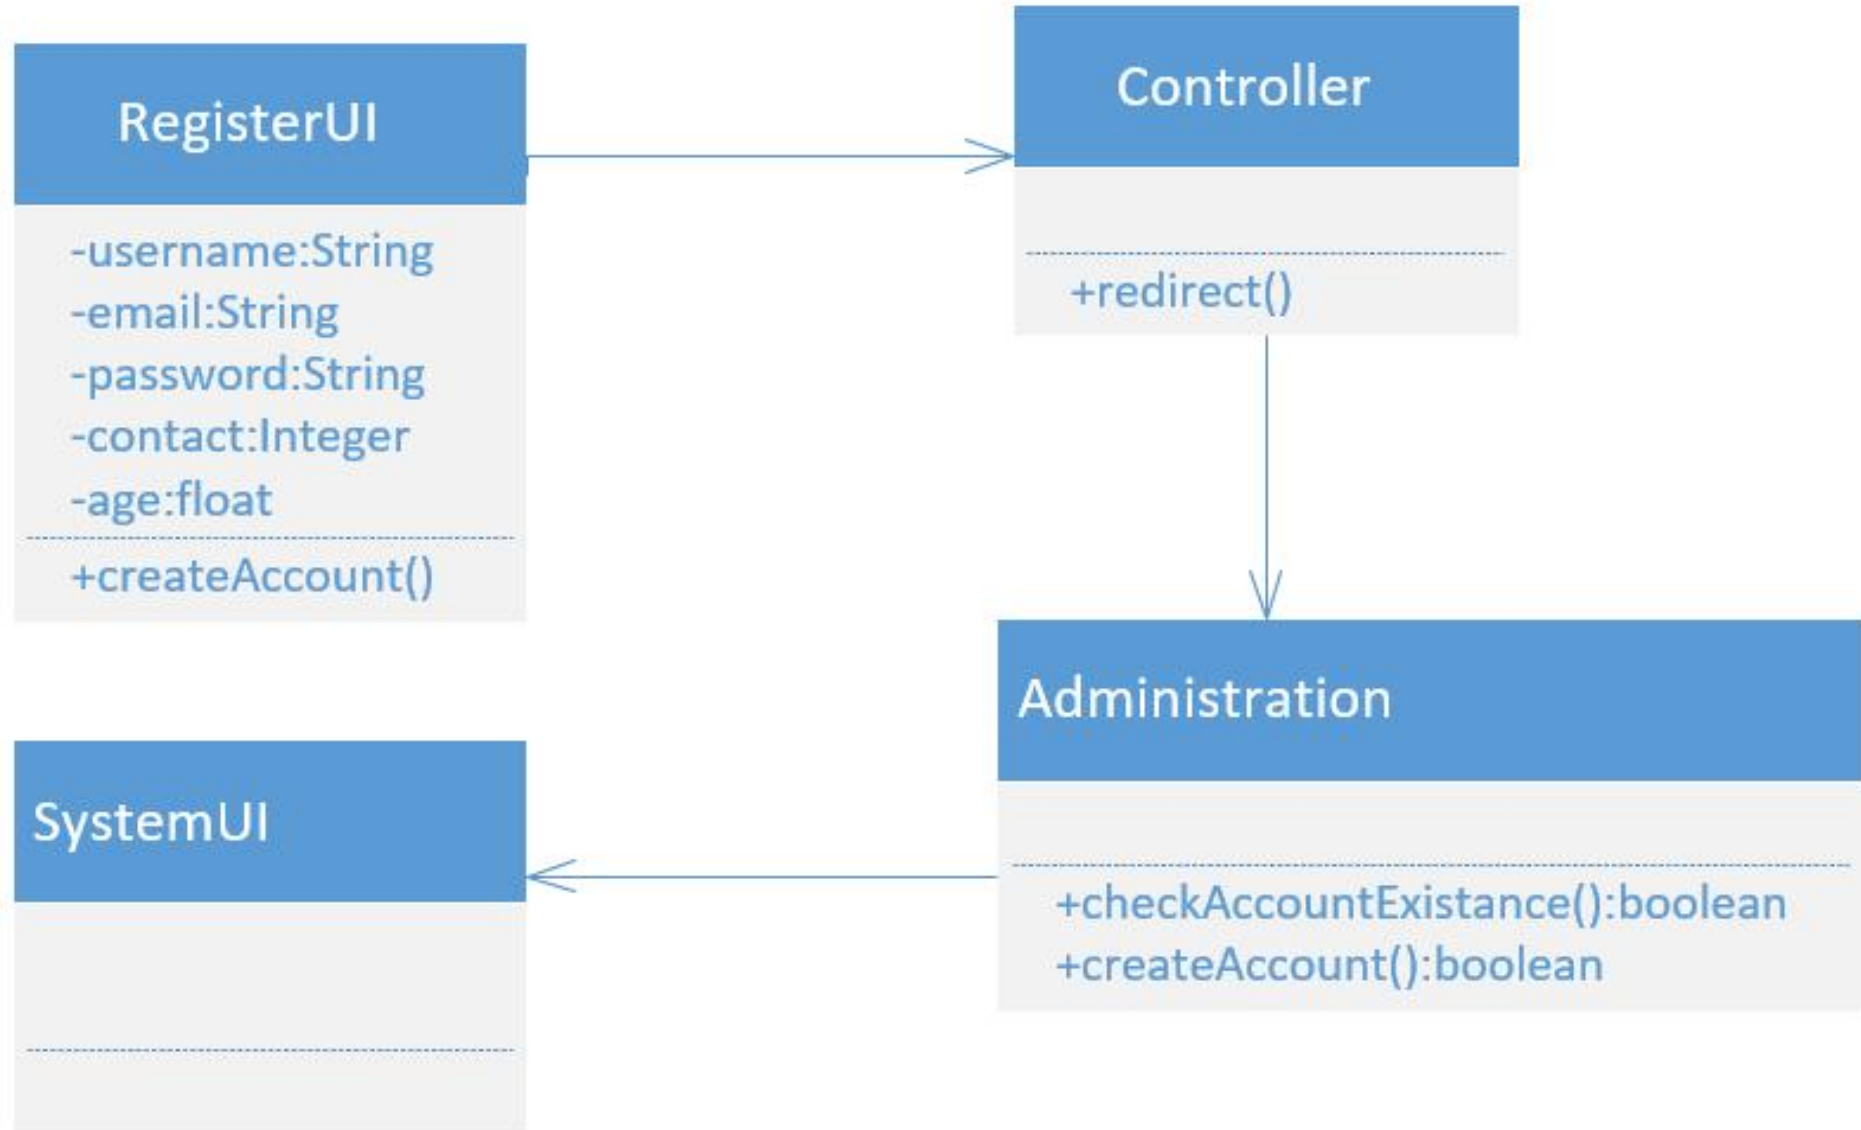 RegisterUI
-username:String
-email:String
-password:String
-contact:Integer
-age:float
+createAccount()
Controller
+redirect()
Administration
+checkAccountExistance():boolean
+createAccount():boolean
SystemUI